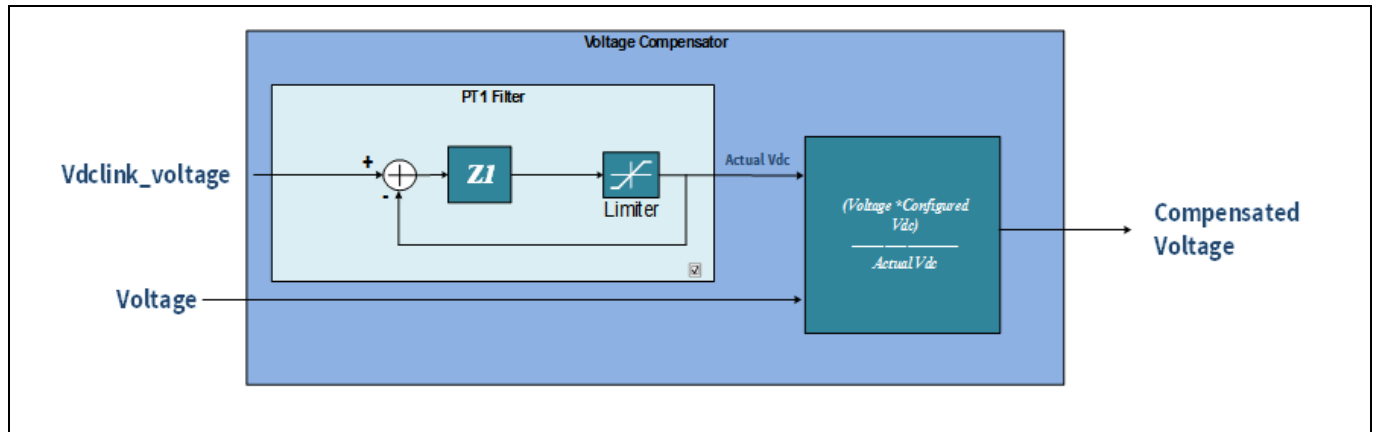 Voltage Compensator
PT1 Filter
+
Z1
Actual Vdc
Vdclink_voltage
-
Limiter
(Voltage *Configured
Vdc)
Actual Vdc
Compensated
Voltage
Voltage